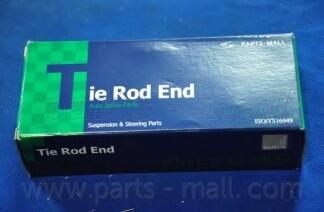 PARTS-MALL
Tie Rod End
Auto Spare Parts
Suspension & Steering Parts
ISO/TS16949
Tie Rod End
www.parts-mall.com